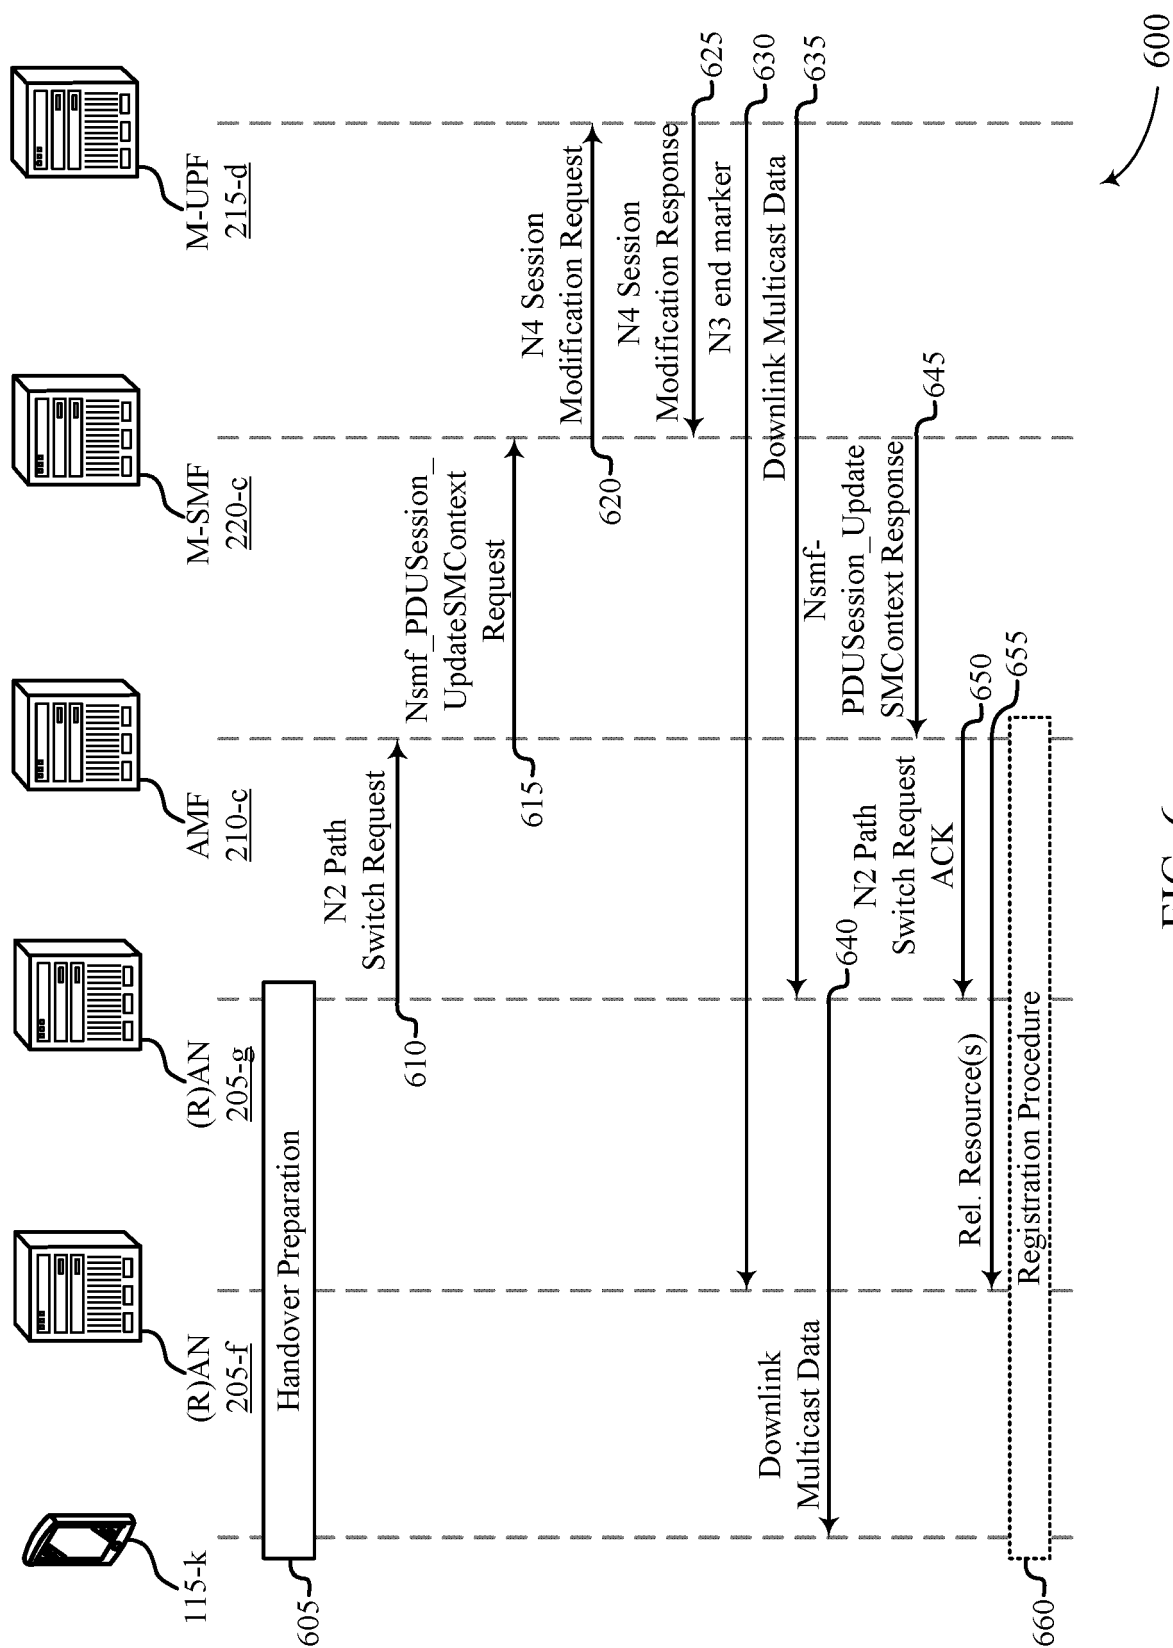 115-k
(R)AN
205-f
(R)AN
205-g
AMF
210-c
M-SMF
220-c
M-UPF
215-d
605
Handover Preparation
N2 Path
Switch Request
610
Nsmf_PDUSession_
UpdateSMContext
Request
615
N4 Session
Modification Request
620
N4 Session
Modification Response
625
N3 end marker
630
Downlink Multicast Data
635
Downlink
Multicast Data
640
Nsmf-
PDUSession_Update
SMContext Response
645
N2 Path
Switch Request
ACK
650
Rel. Resource(s)
655
660
Registration Procedure
600
FIG. 6